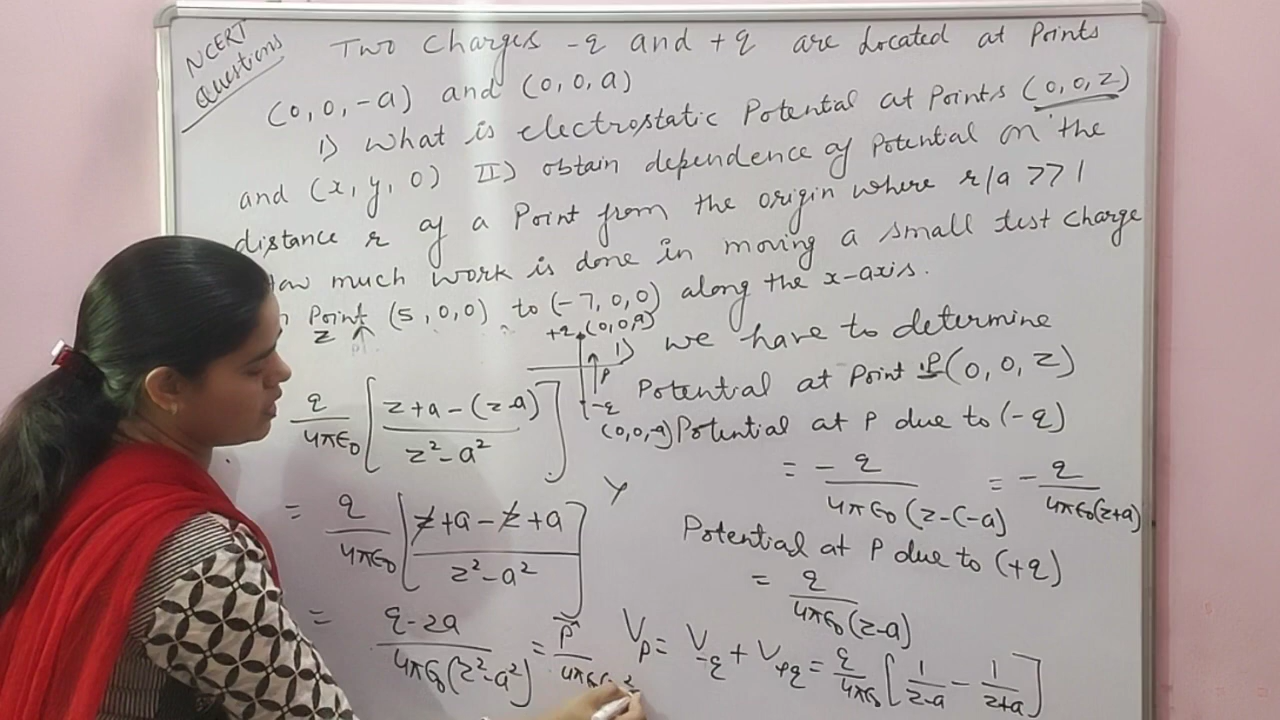 NCERT
Questions
Two Charges -q and +q are located at Points
(0,0,-a) and (0,0,a)
1) What is electrostatic Potential at Points (0,0,z)
and (x,y,0) II) obtain dependence of Potential on the
distance r of a Point from the origin where r/a >> 1
How much work is done in moving a small test charge
Point (5,0,0) to (-7,0,0) along the x-axis.
z
+q (0,0,a)
P
-q
(0,0,-a)
Y
1) we have to determine
Potential at Point P(0,0,z)
Potential at P due to (-q)
= -q/4πε0(z-(-a) = -q/4πε0(z+a)
Potential at P due to (+q)
= q/4πε0(z-a)
Vp = V-q + V+q = q/4πε0 [1/z-a - 1/z+a]
q/4πε0 [z+a-(z-a)/z²-a²]
= q/4πε0 [z+a-z+a/z²-a²]
= q-2a/4πε0(z²-a²) = P/4πε0